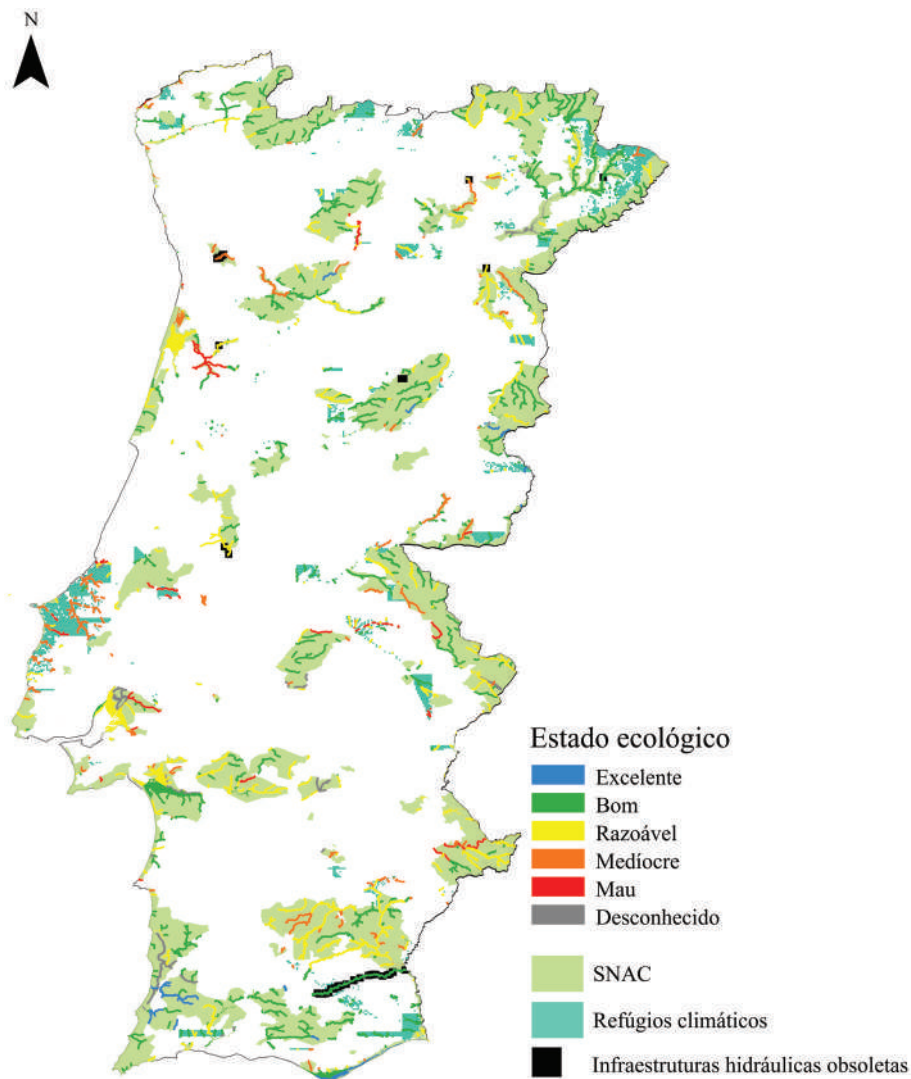 N
Estado ecológico
Excelente
Bom
Razoável
Medíocre
Mau
Desconhecido
SNAC
Refúgios climáticos
Infraestruturas hidráulicas obsoletas